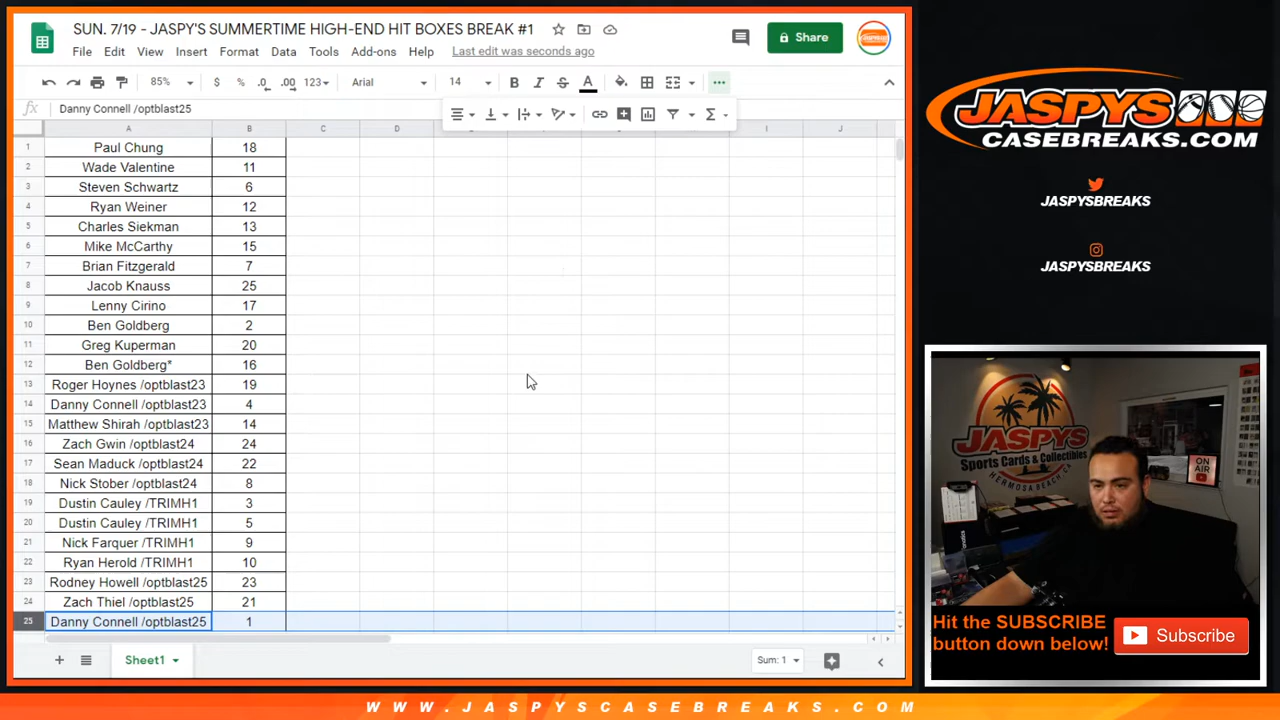 SUN. 7/19 - JASPY'S SUMMERTIME HIGH-END HIT BOXES BREAK #1
File Edit View Insert Format Data Tools Add-ons Help Last edit was seconds ago
Share
85% $ % .0 .00 123 Arial 14 B I S A
fx Danny Connell /optblast25
A B C D E F G H I J
1 Paul Chung 18
2 Wade Valentine 11
3 Steven Schwartz 6
4 Ryan Weiner 12
5 Charles Siekman 13
6 Mike McCarthy 15
7 Brian Fitzgerald 7
8 Jacob Knauss 25
9 Lenny Cirino 17
10 Ben Goldberg 2
11 Greg Kuperman 20
12 Ben Goldberg* 16
13 Roger Hoynes /optblast23 19
14 Danny Connell /optblast23 4
15 Matthew Shirah /optblast23 14
16 Zach Gwin /optblast24 24
17 Sean Maduck /optblast24 22
18 Nick Stober /optblast24 8
19 Dustin Cauley /TRIMH1 3
20 Dustin Cauley /TRIMH1 5
21 Nick Farquer /TRIMH1 9
22 Ryan Herold /TRIMH1 10
23 Rodney Howell /optblast25 23
24 Zach Thiel /optblast25 21
25 Danny Connell /optblast25 1
Sheet1
Sum: 1
JASPYS
CASEBREAKS.COM
JASPYSBREAKS
JASPYSBREAKS
JASPYS
Sports Cards & Collectibles
HERMOSA BEACH, CA
ON AIR
Hit the SUBSCRIBE
button down below!
Subscribe
WWW.JASPYSCASEBREAKS.COM